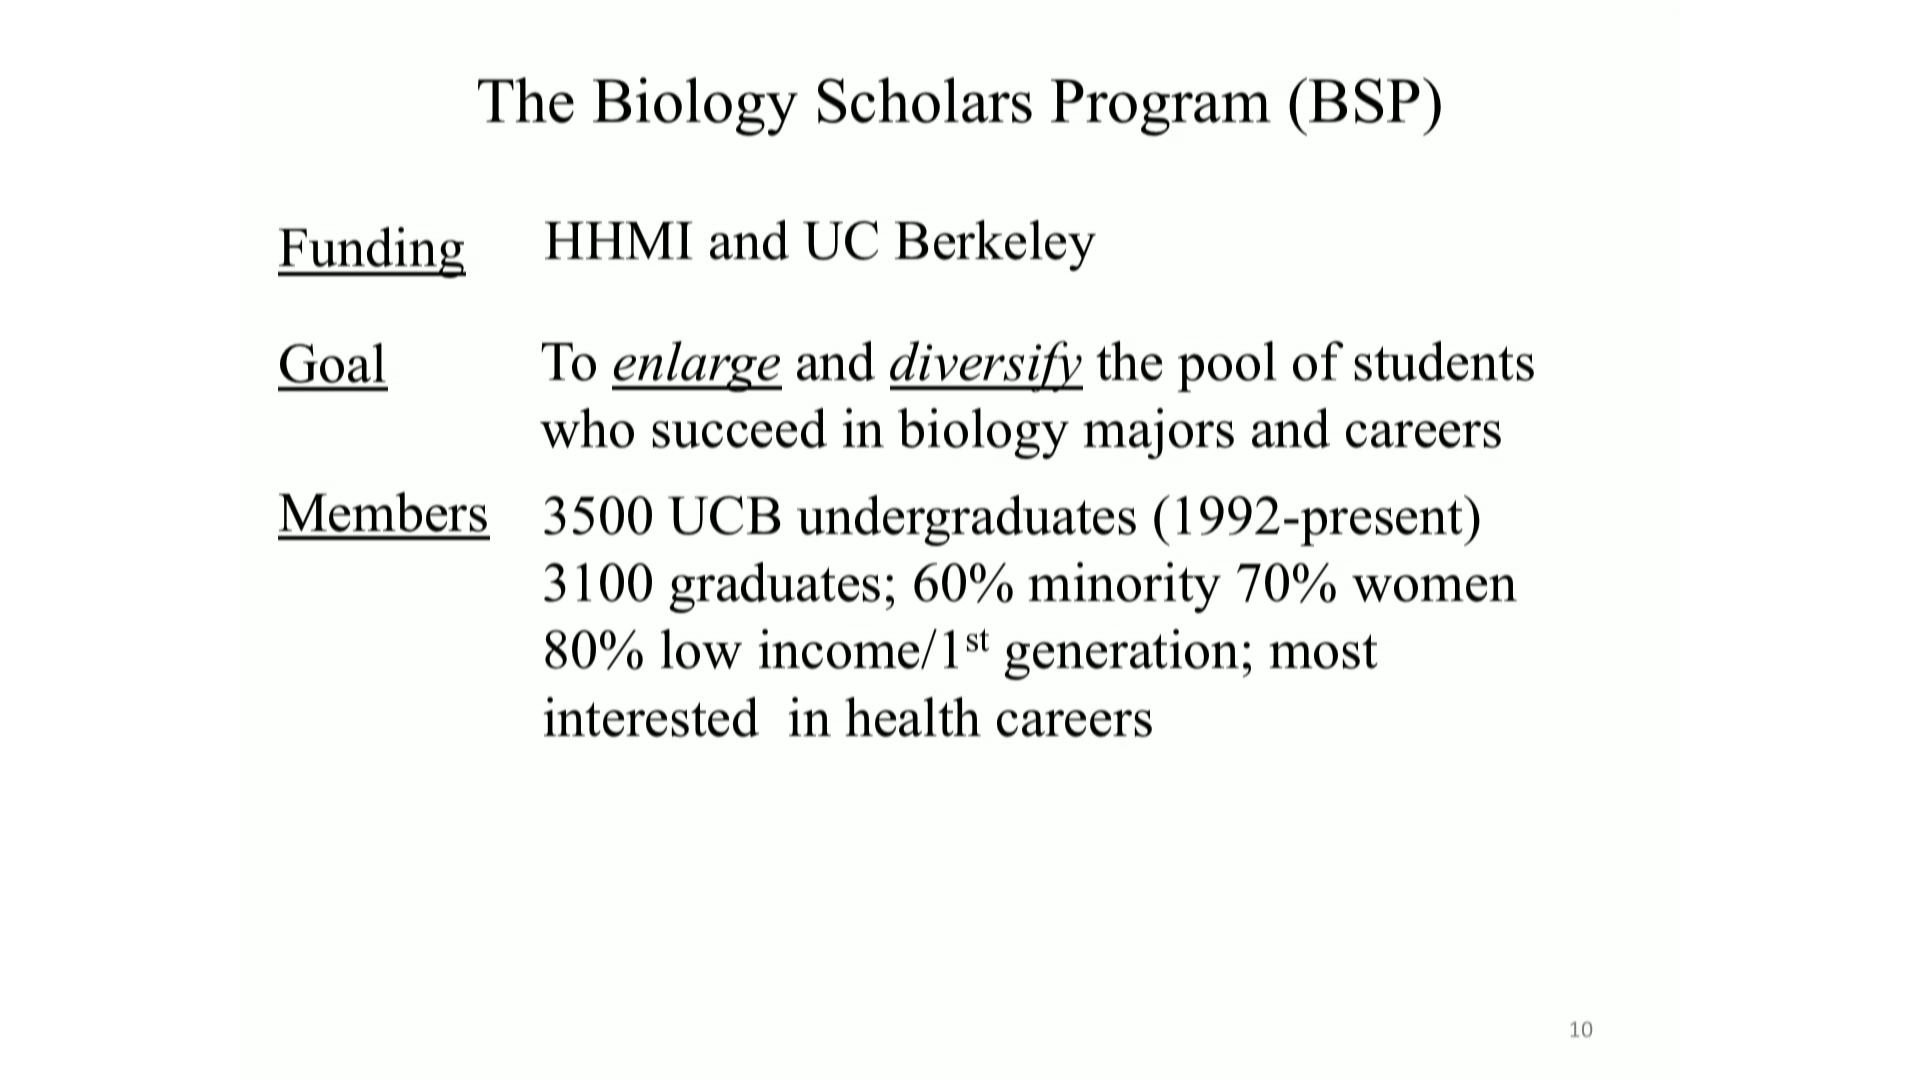 The Biology Scholars Program (BSP)
Funding HHMI and UC Berkeley
Goal To enlarge and diversify the pool of students
who succeed in biology majors and careers
Members 3500 UCB undergraduates (1992-present)
3100 graduates; 60% minority 70% women
80% low income/1st generation; most
interested  in health careers
10